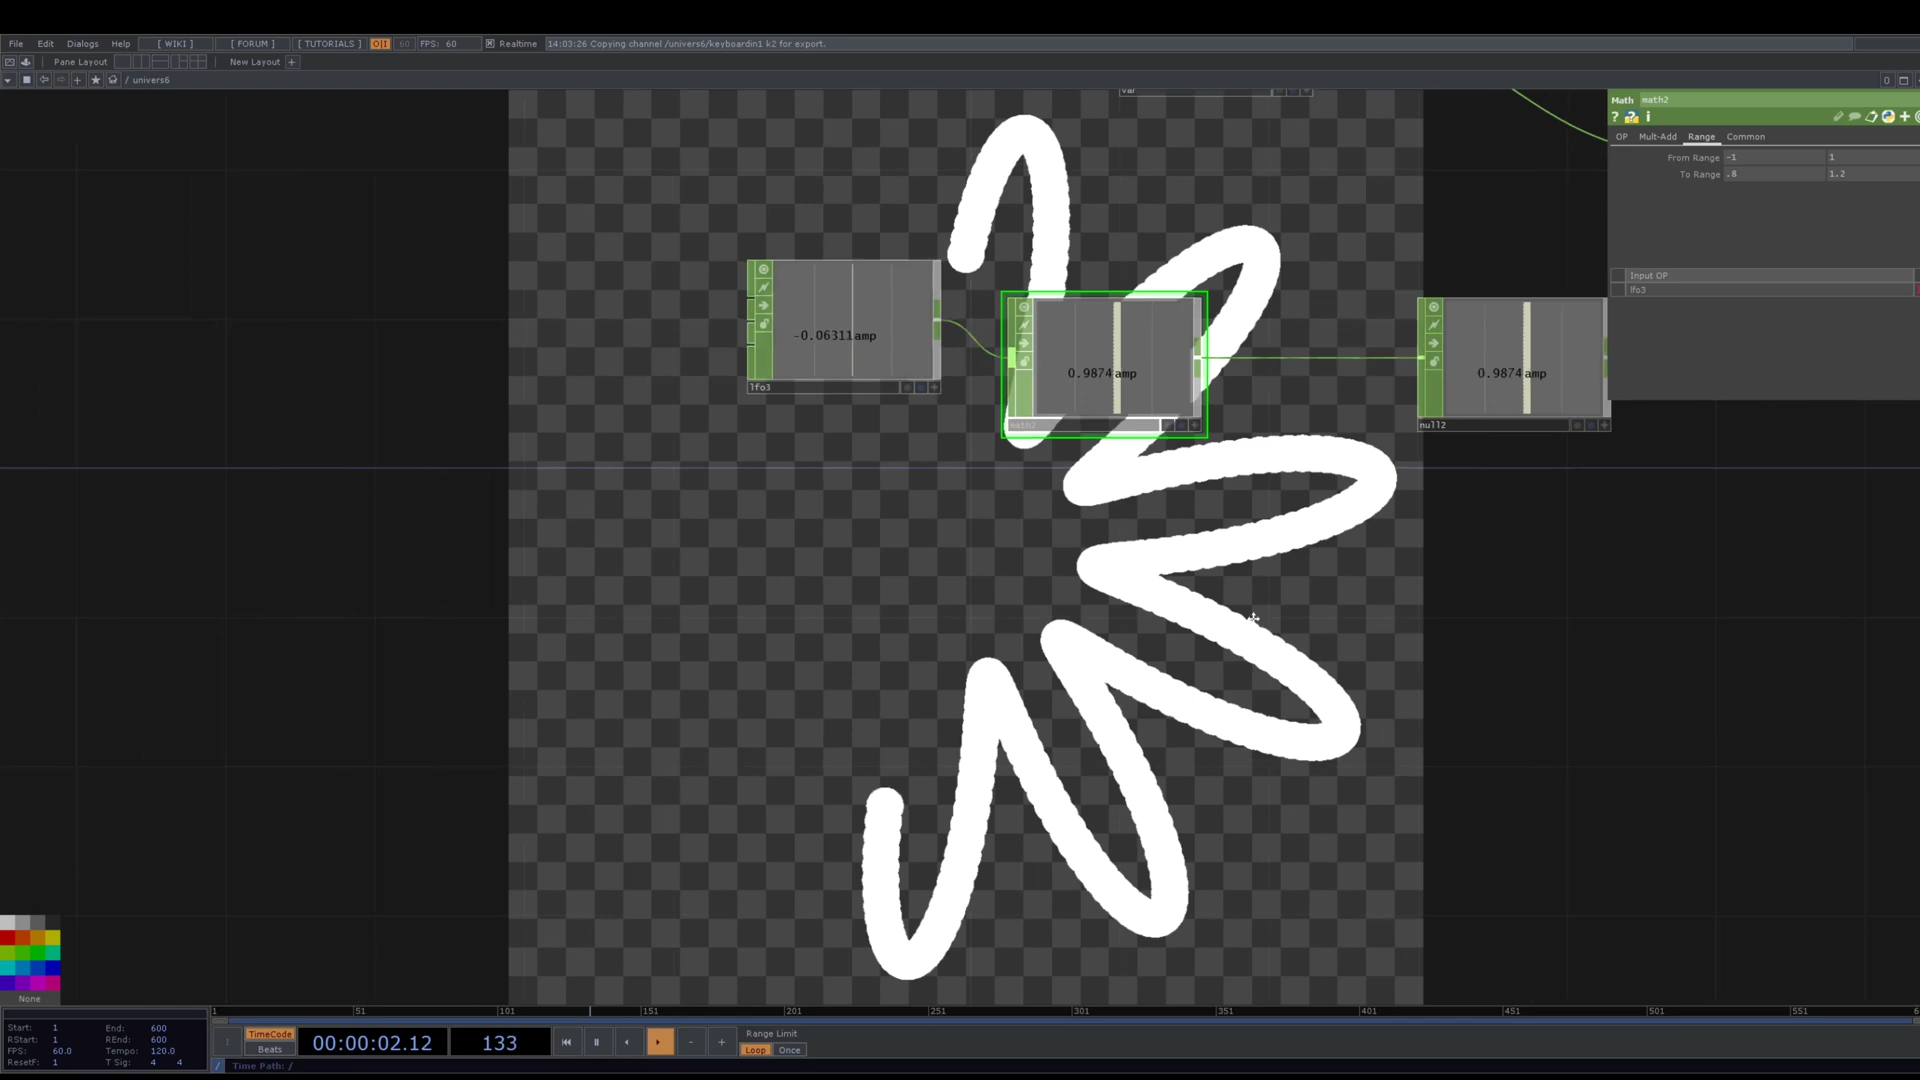 File Edit Dialogs Help [ WIKI ] [ FORUM ] [ TUTORIALS ] O|I 60 FPS: 60 Realtime 14:03:26 Copying channel /univers6/keyboardin1 k2 for export.
Pane Layout New Layout +
/ univers6 0
var
Math math2
? i
OP Mult-Add Range Common
From Range -1 1
To Range .8 1.2
Input OP
lfo3
-0.06311 amp
lfo3
0.9874 amp
math2
0.9874 amp
null2
None
1 51 101 151 201 251 301 351 401 451 501 551
Start: 1 End: 600
RStart: 1 REnd: 600
FPS: 60.0 Tempo: 120.0
ResetF: 1 T Sig: 4 4
TimeCode
Beats
00:00:02.12 133
Range Limit
Loop Once
/ Time Path: /